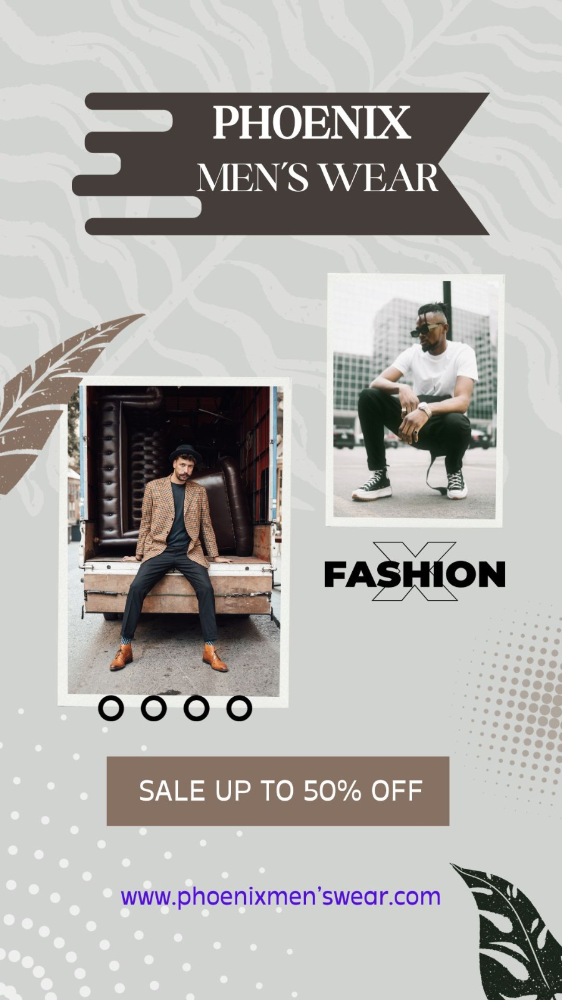 PHOENIX
MEN'S WEAR
X
FASHION
SALE UP TO 50% OFF
www.phoenixmen’swear.com